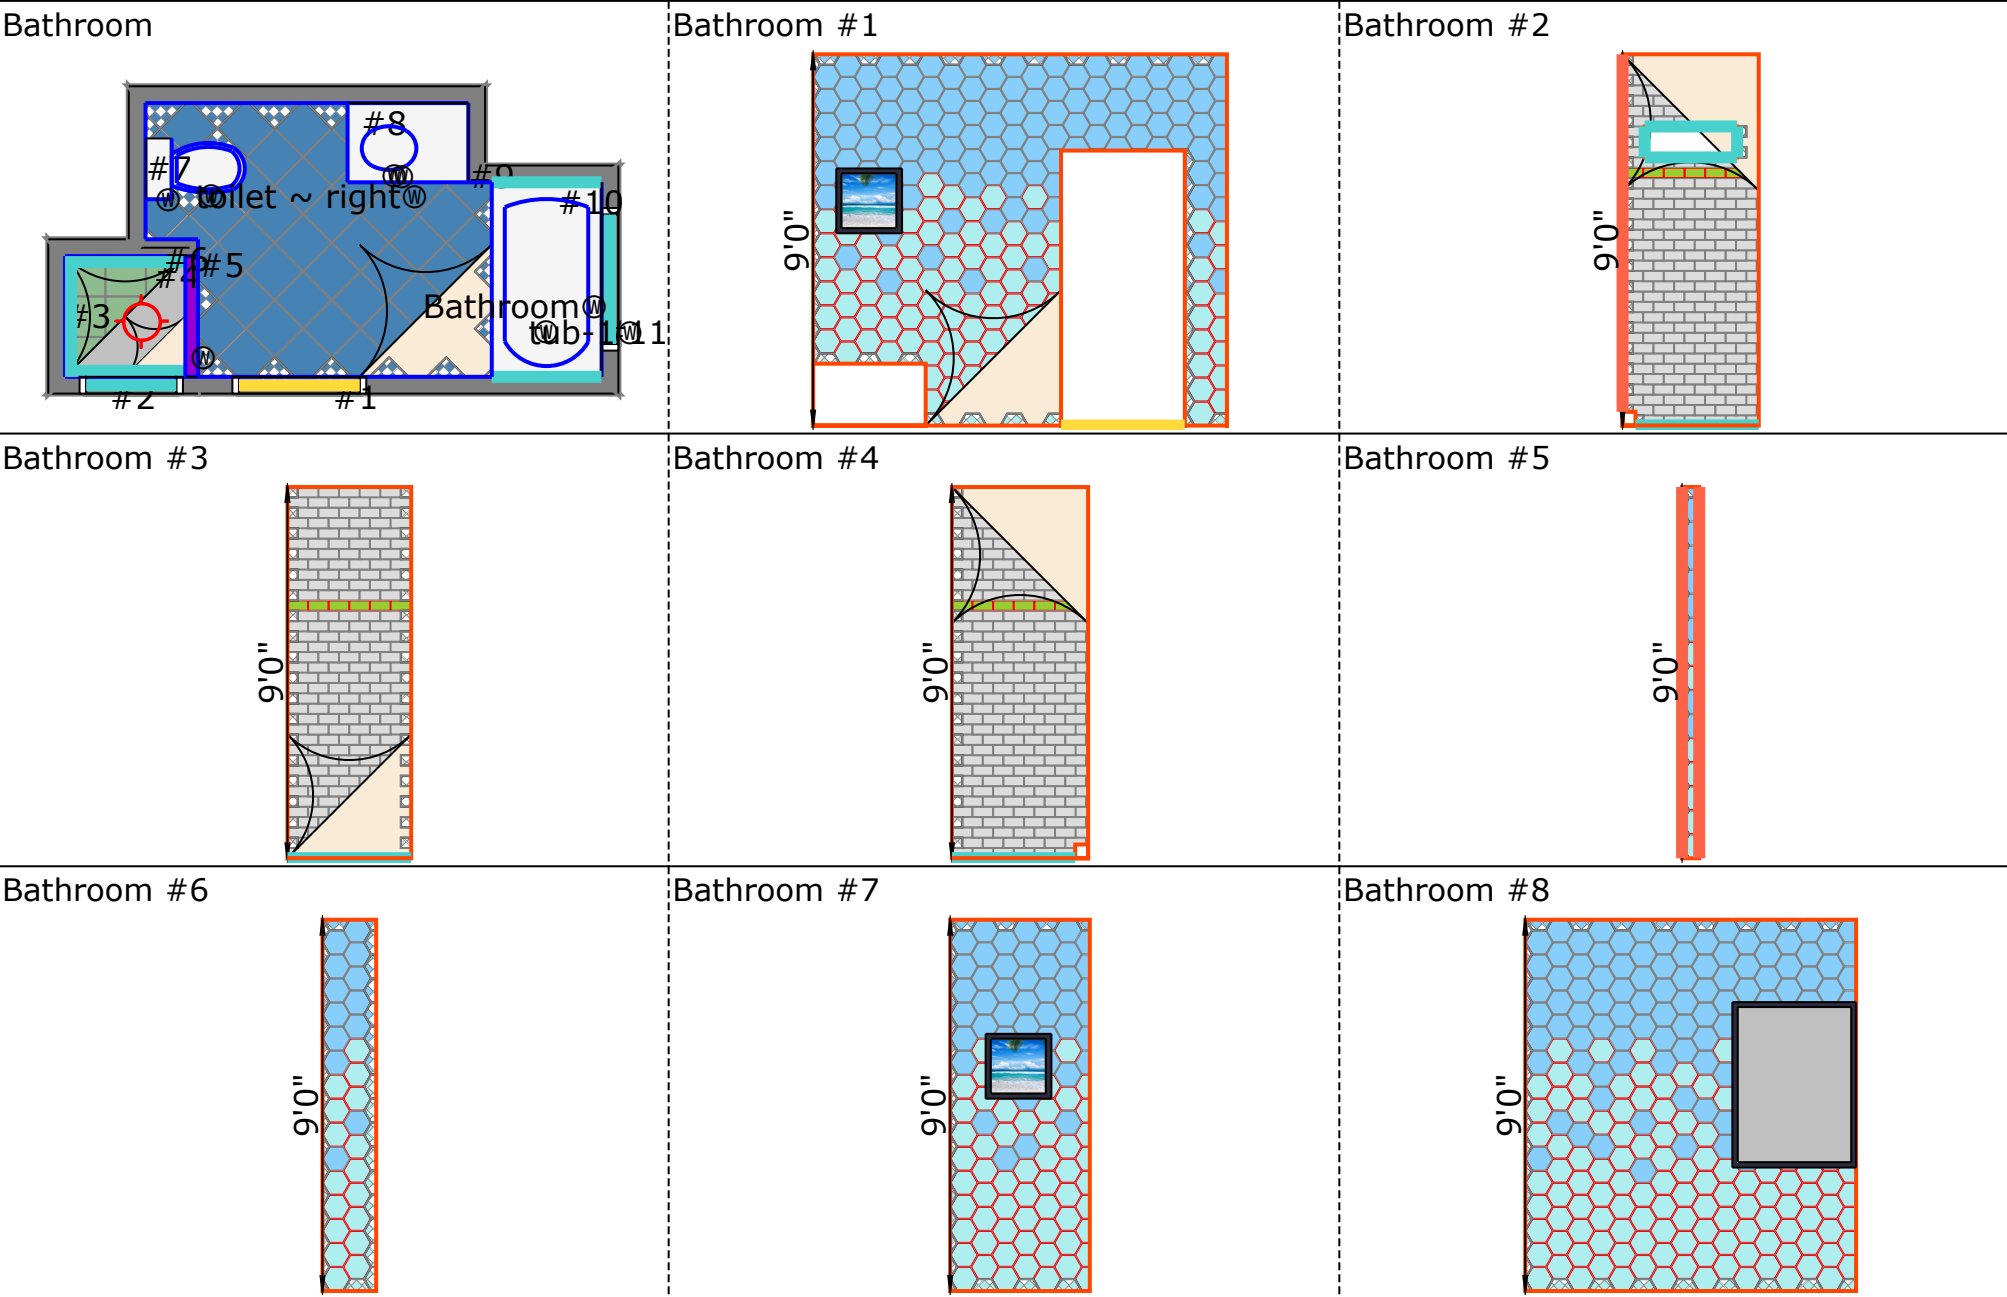 Bathroom
Bathroom #1
Bathroom #2
#8
#7
#9
toilet ~ right
#10
#6
#5
#4
Bathroom
#3
tub-1
#11
#2
#1
9'0"
9'0"
Bathroom #3
Bathroom #4
Bathroom #5
9'0"
9'0"
9'0"
Bathroom #6
Bathroom #7
Bathroom #8
9'0"
9'0"
9'0"